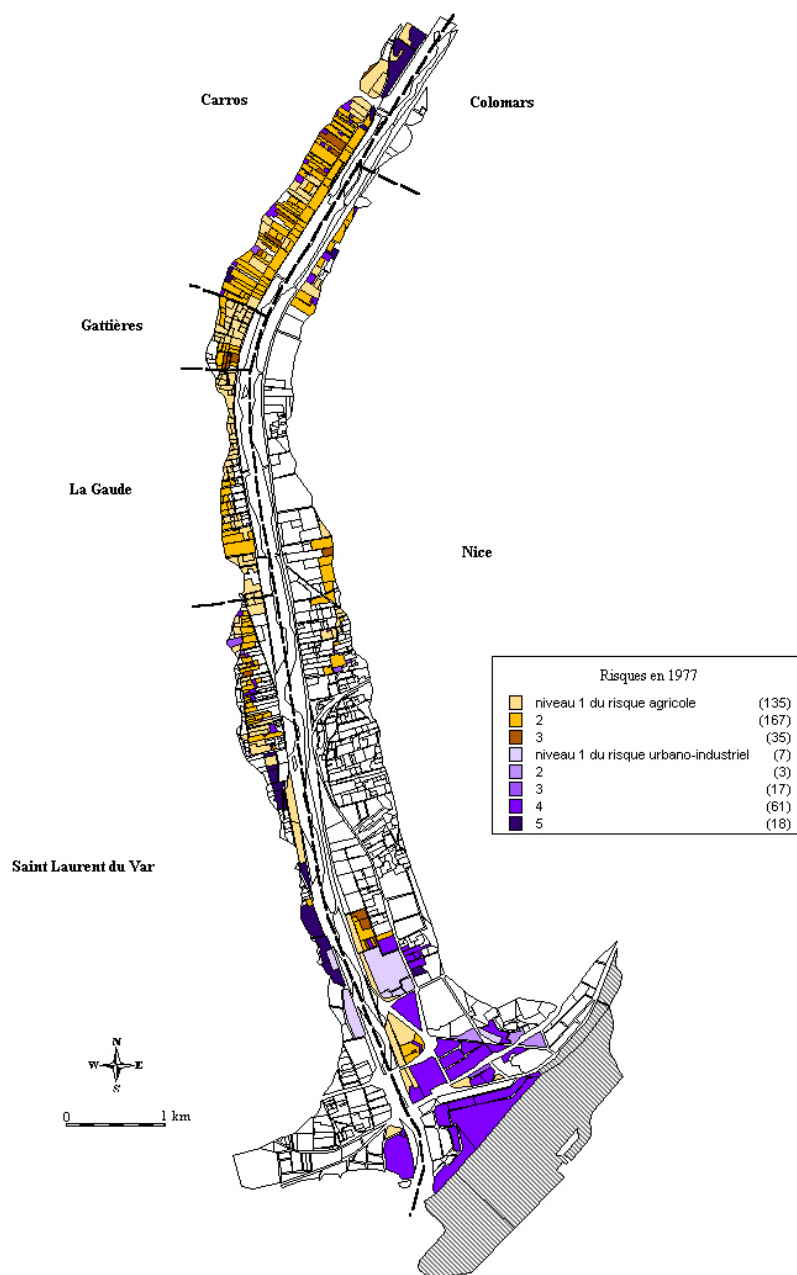 Carros
Colomars
Gattières
La Gaude
Nice
Risques en 1977
niveau 1 du risque agricole (135)
2 (167)
3 (35)
niveau 1 du risque urbano-industriel (7)
2 (3)
3 (17)
4 (61)
5 (18)
Saint Laurent du Var
N
W E
S
0 1 km